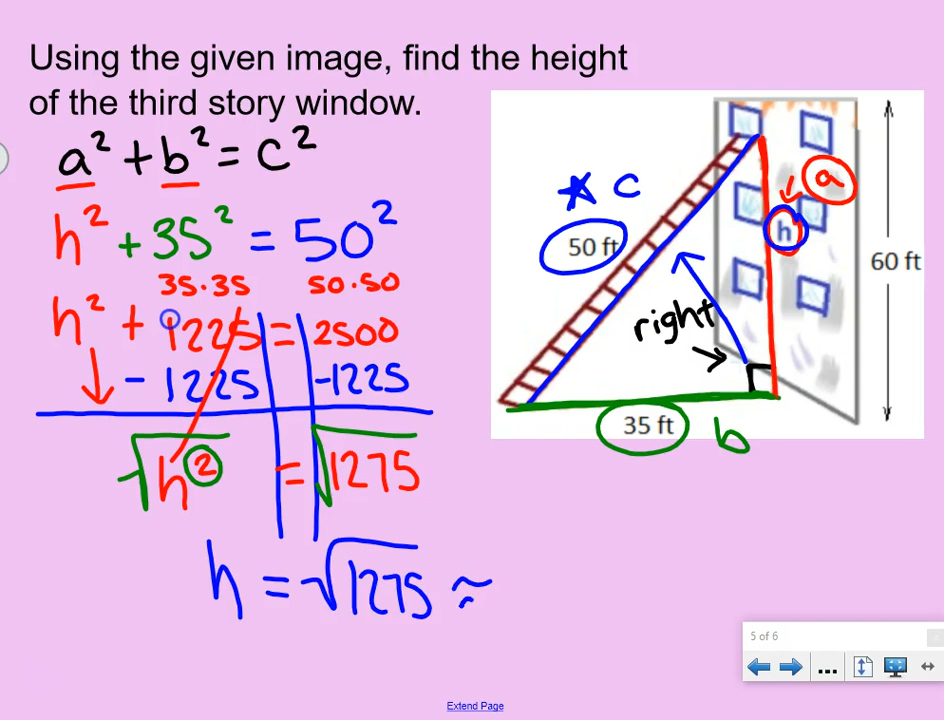 Using the given image, find the height
of the third story window.
a² + b² = c²
h² + 35² = 50²
35·35 50·50
h² + 1225 = 2500
- 1225 -1225
√h² = √1275
h = √1275 ≈
c
50 ft
a
h
60 ft
right
35 ft
b
5 of 6
...
Extend Page